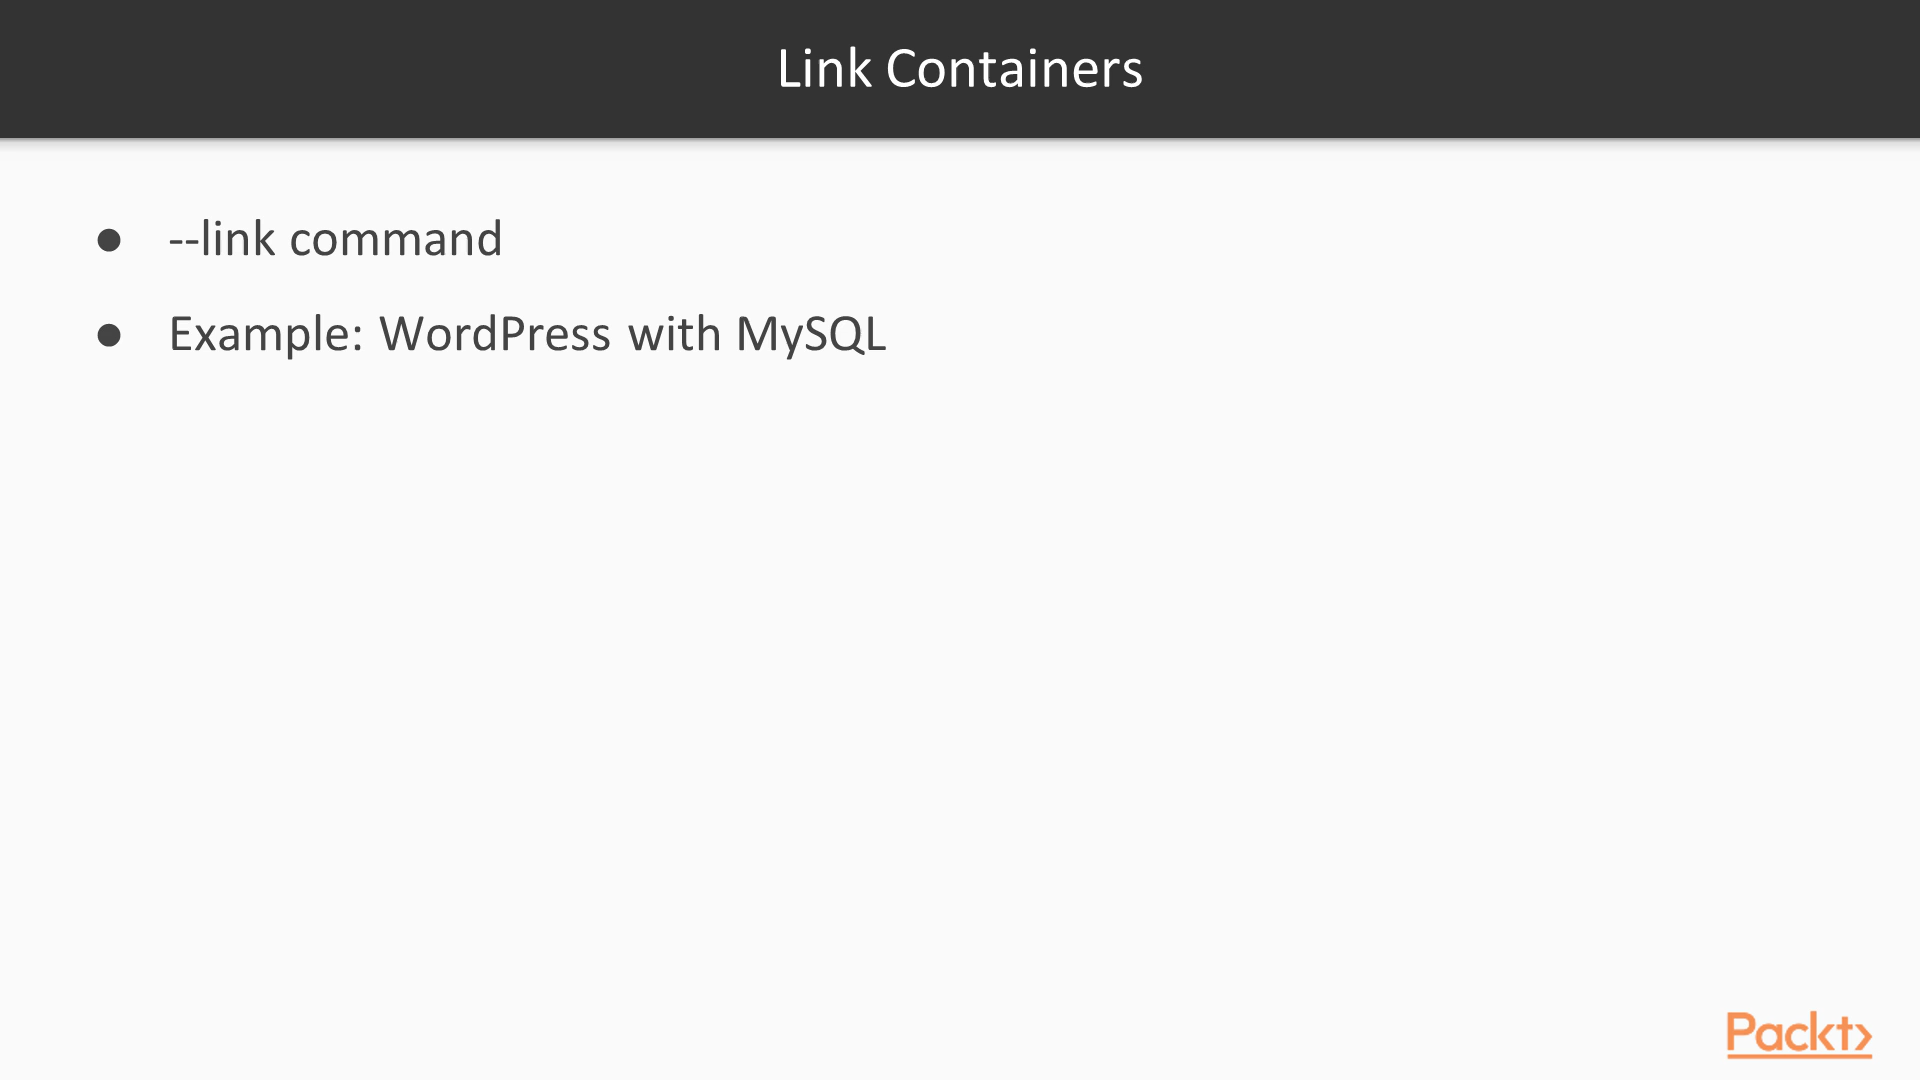 Link Containers
● --link command
● Example: WordPress with MySQL
Packt>